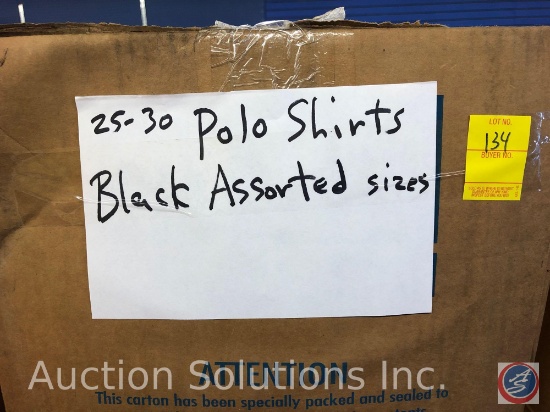 25-30 Polo Shirts
Black Assorted sizes
LOT NO.
134
BUYER NO.
ATTENTION
Auction Solutions Inc.
This carton has been specially packed and sealed to